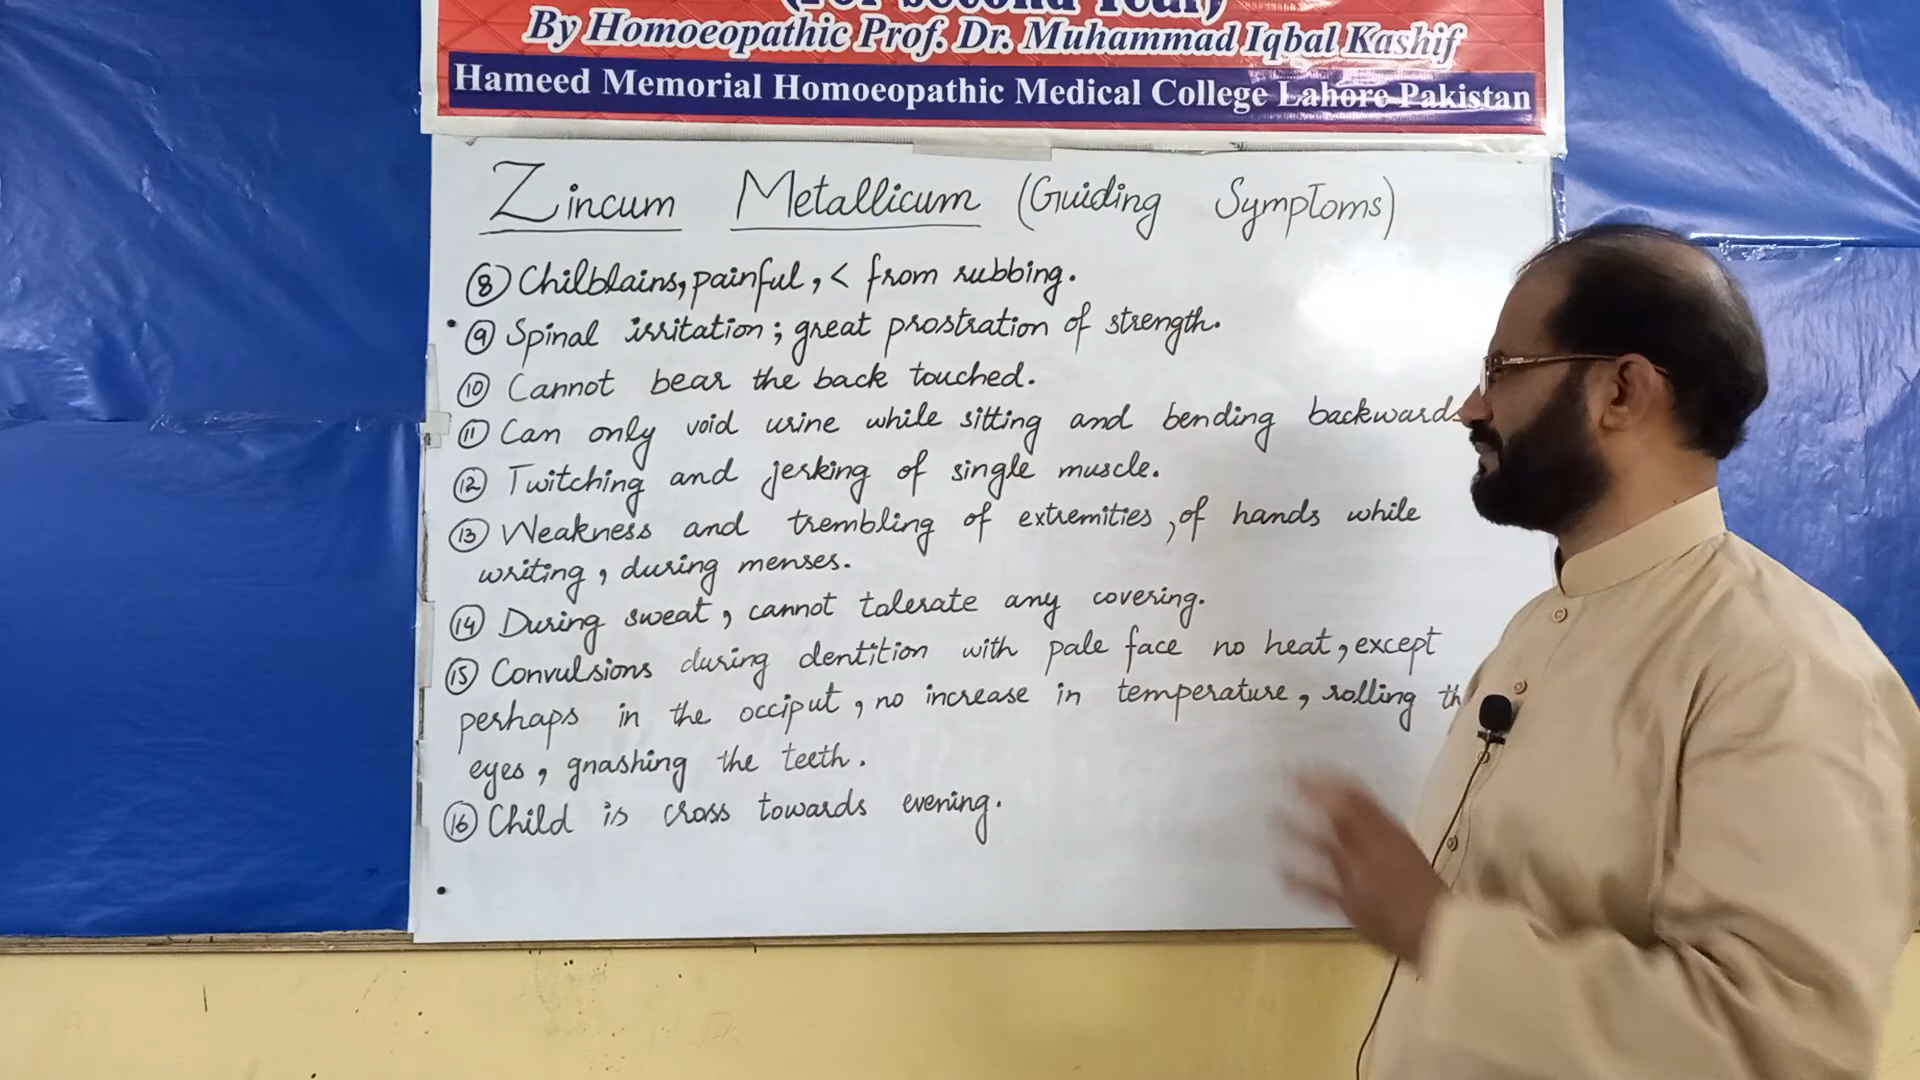 (For Second Year)
By Homoeopathic Prof. Dr. Muhammad Iqbal Kashif
Hameed Memorial Homoeopathic Medical College Lahore Pakistan
Zincum Metallicum (Guiding Symptoms)
⑧ Chilblains, painful, < from rubbing.
⑨ Spinal irritation; great prostration of strength.
⑩ Cannot bear the back touched.
⑪ Can only void urine while sitting and bending backwards
⑫ Twitching and jerking of single muscle.
⑬ Weakness and trembling of extremities, of hands while
writing, during menses.
⑭ During sweat, cannot tolerate any covering.
⑮ Convulsions during dentition with pale face no heat, except
perhaps in the occiput, no increase in temperature, rolling th
eyes, gnashing the teeth.
⑯ Child is cross towards evening.